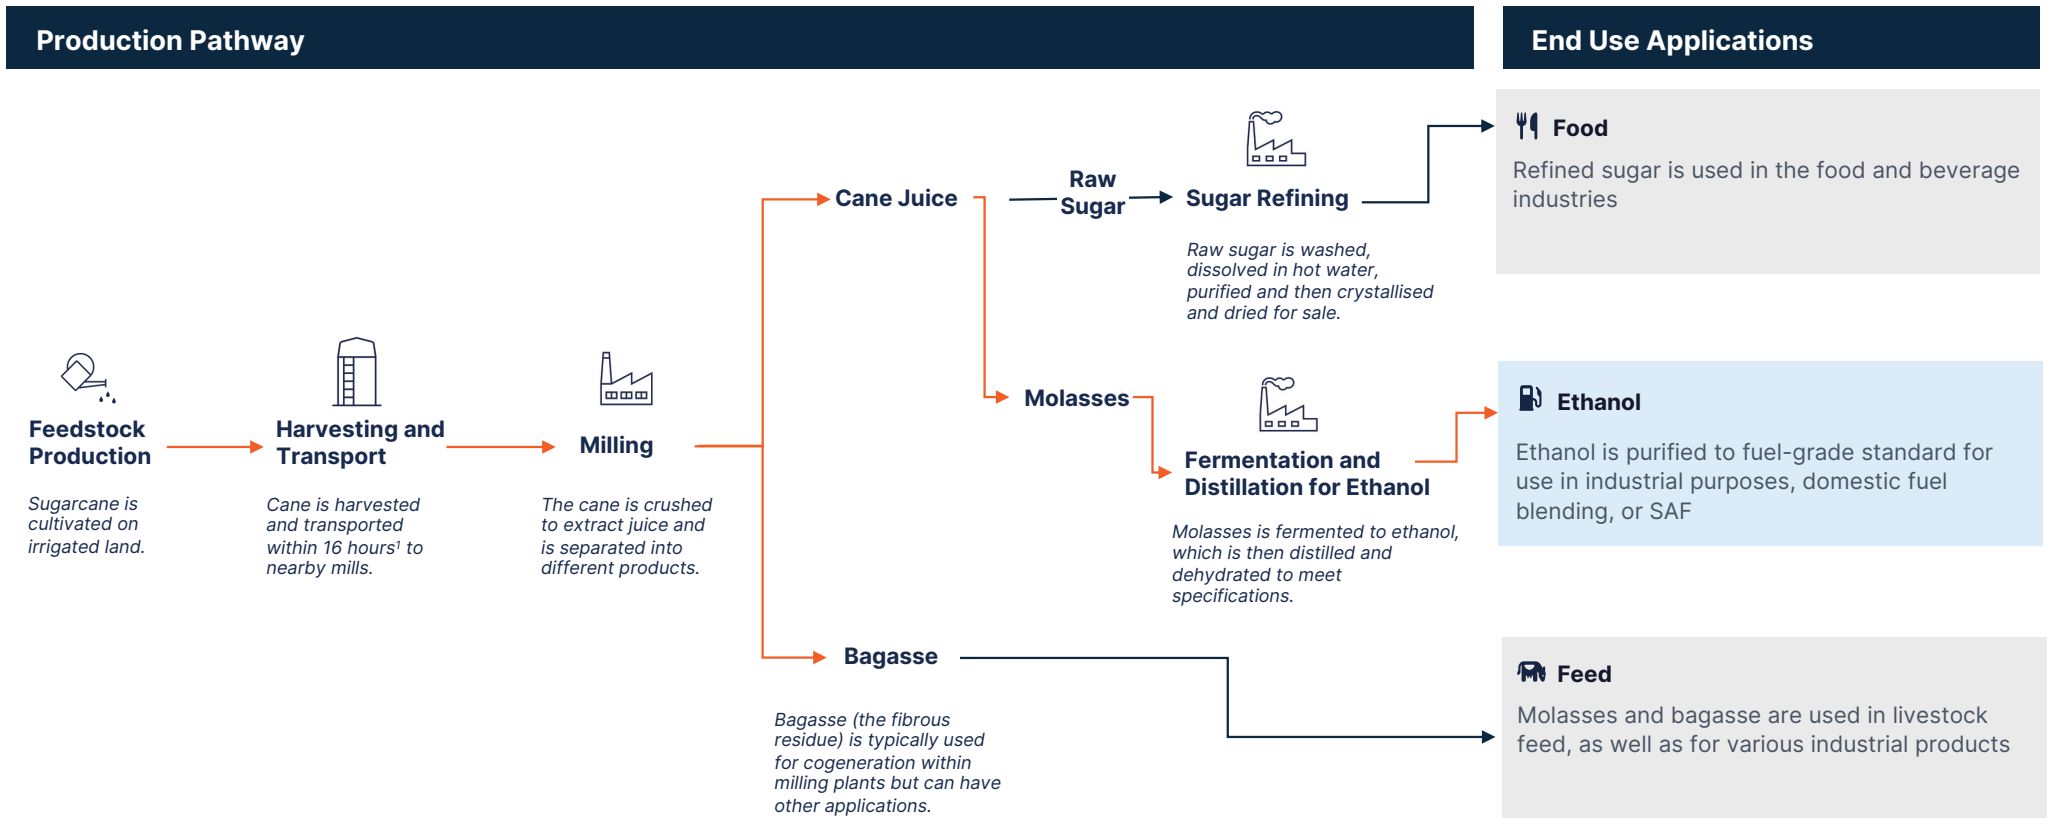 Production Pathway
End Use Applications
Food
Refined sugar is used in the food and beverage
industries
Raw
Sugar
Cane Juice
Sugar Refining
Raw sugar is washed,
dissolved in hot water,
purified and then crystallised
and dried for sale.
Feedstock
Production
Sugarcane is
cultivated on
irrigated land.
Harvesting and
Transport
Cane is harvested
and transported
within 16 hours¹ to
nearby mills.
Milling
The cane is crushed
to extract juice and
is separated into
different products.
Molasses
Fermentation and
Distillation for Ethanol
Molasses is fermented to ethanol,
which is then distilled and
dehydrated to meet
specifications.
Ethanol
Ethanol is purified to fuel-grade standard for
use in industrial purposes, domestic fuel
blending, or SAF
Bagasse
Bagasse (the fibrous
residue) is typically used
for cogeneration within
milling plants but can have
other applications.
Feed
Molasses and bagasse are used in livestock
feed, as well as for various industrial products